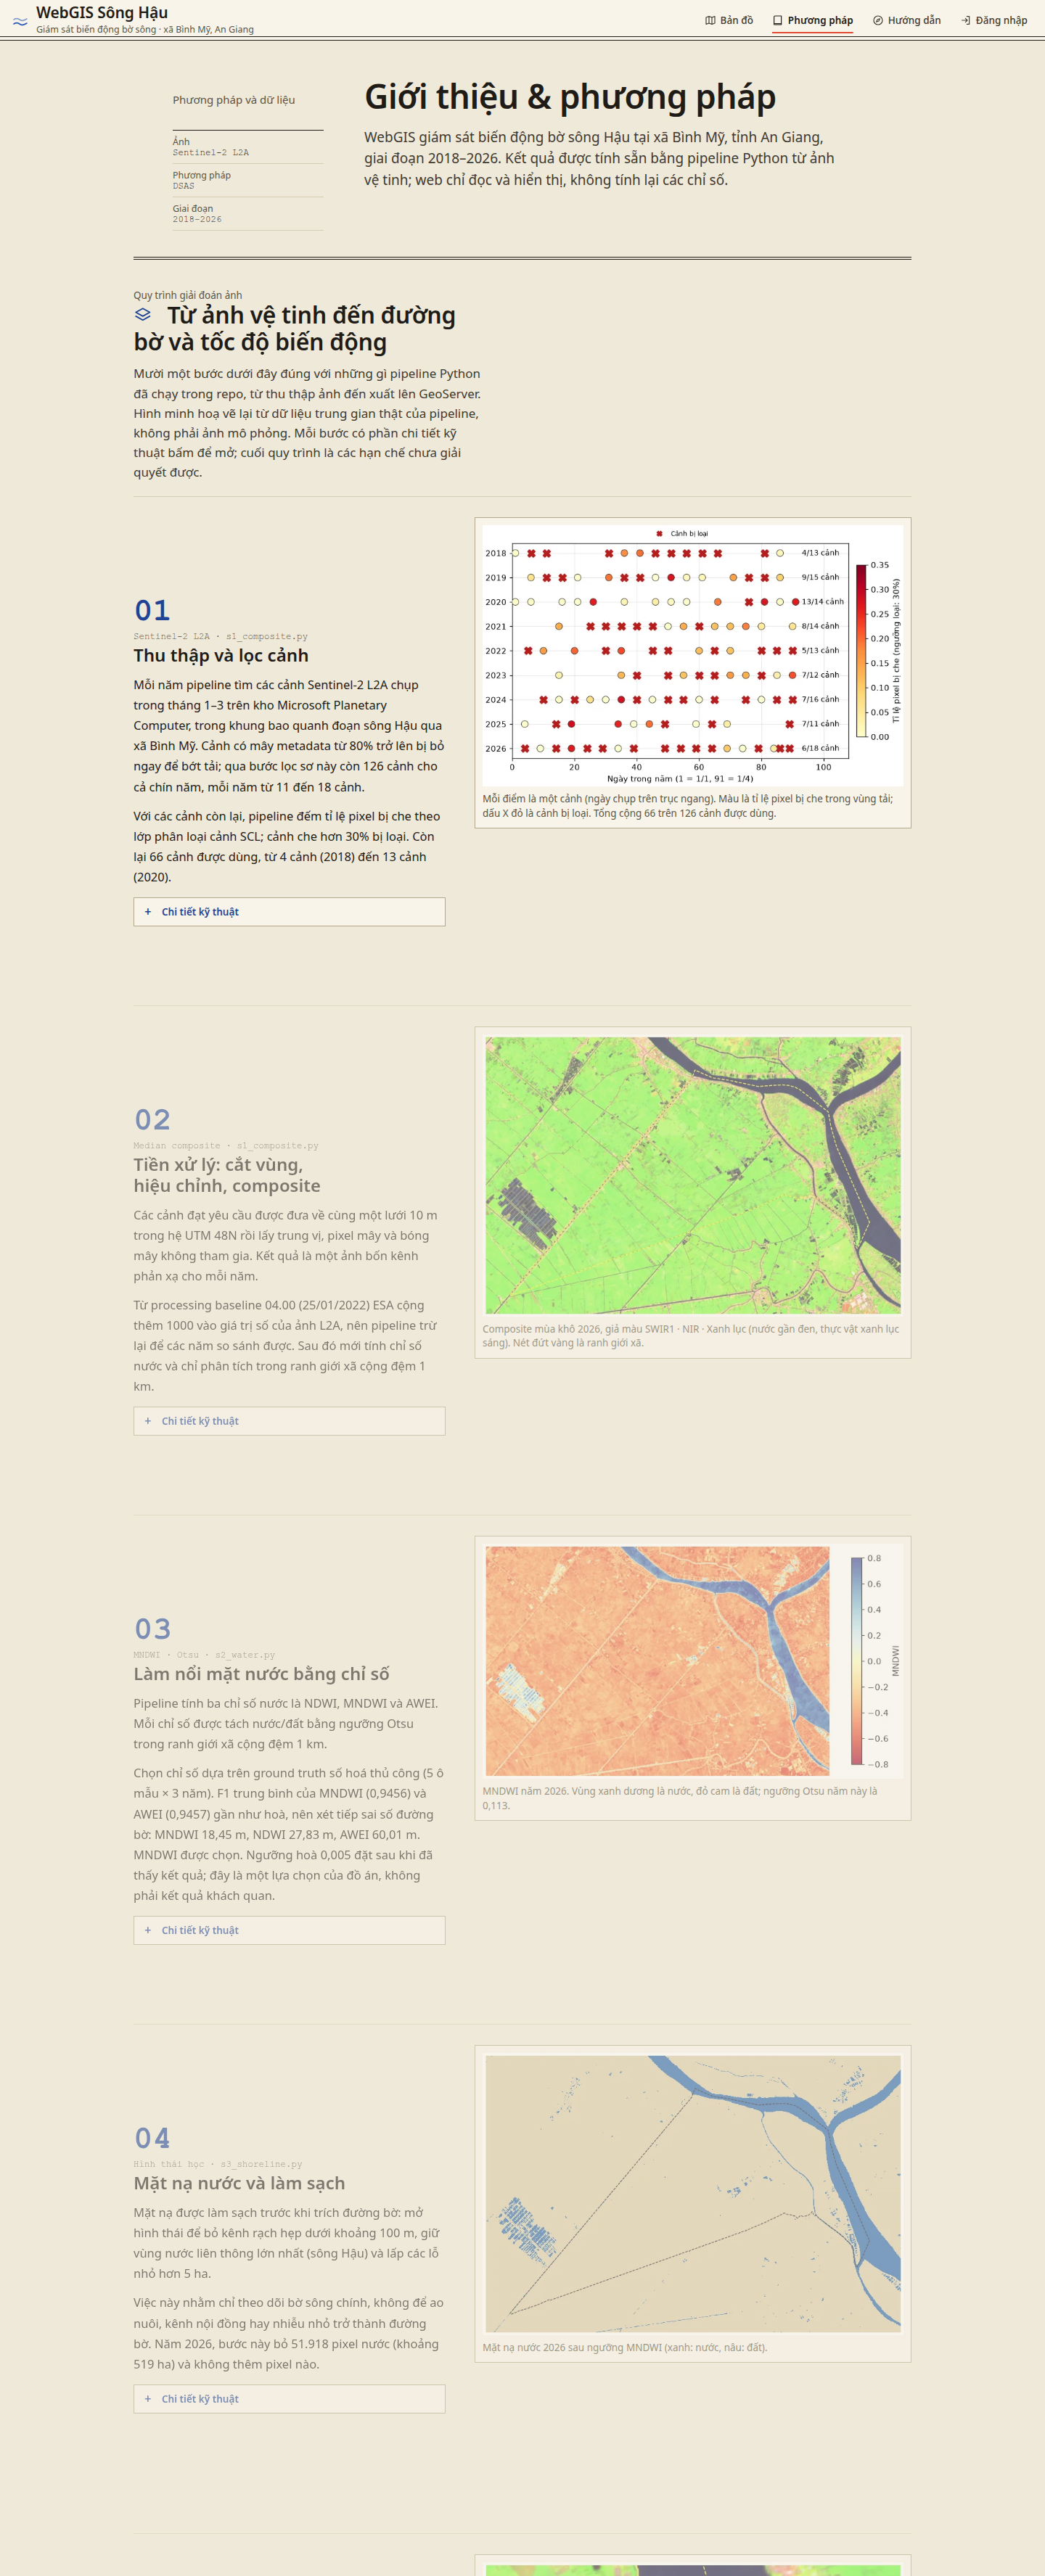 WebGIS Sông Hậu
Giám sát biến động bờ sông · xã Bình Mỹ, An Giang
Bản đồ
Phương pháp
Hướng dẫn
Đăng nhập
Phương pháp và dữ liệu
Ảnh
Sentinel-2 L2A
Phương pháp
DSAS
Giai đoạn
2018–2026
Giới thiệu & phương pháp
WebGIS giám sát biến động bờ sông Hậu tại xã Bình Mỹ, tỉnh An Giang,
giai đoạn 2018–2026. Kết quả được tính sẵn bằng pipeline Python từ ảnh
vệ tinh; web chỉ đọc và hiển thị, không tính lại các chỉ số.
Quy trình giải đoán ảnh
Từ ảnh vệ tinh đến đường
bờ và tốc độ biến động
Mười một bước dưới đây đúng với những gì pipeline Python
đã chạy trong repo, từ thu thập ảnh đến xuất lên GeoServer.
Hình minh hoạ vẽ lại từ dữ liệu trung gian thật của pipeline,
không phải ảnh mô phỏng. Mỗi bước có phần chi tiết kỹ
thuật bấm để mở; cuối quy trình là các hạn chế chưa giải
quyết được.
01
Sentinel-2 L2A · s1_composite.py
Thu thập và lọc cảnh
Mỗi năm pipeline tìm các cảnh Sentinel-2 L2A chụp
trong tháng 1–3 trên kho Microsoft Planetary
Computer, trong khung bao quanh đoạn sông Hậu qua
xã Bình Mỹ. Cảnh có mây metadata từ 80% trở lên bị bỏ
ngay để bớt tải; qua bước lọc sơ này còn 126 cảnh cho
cả chín năm, mỗi năm từ 11 đến 18 cảnh.
Với các cảnh còn lại, pipeline đếm tỉ lệ pixel bị che theo
lớp phân loại cảnh SCL; cảnh che hơn 30% bị loại. Còn
lại 66 cảnh được dùng, từ 4 cảnh (2018) đến 13 cảnh
(2020).
+ Chi tiết kỹ thuật
Cảnh bị loại
2018 4/13 cảnh
2019 9/15 cảnh
2020 13/14 cảnh
2021 8/14 cảnh
2022 5/13 cảnh
2023 7/12 cảnh
2024 7/16 cảnh
2025 7/11 cảnh
2026 6/18 cảnh
0 20 40 60 80 100
Ngày trong năm (1 = 1/1, 91 = 1/4)
0.35
0.30
0.25
0.20
0.15
0.10
0.05
0.00
Tỉ lệ pixel bị che (ngưỡng loại: 30%)
Mỗi điểm là một cảnh (ngày chụp trên trục ngang). Màu là tỉ lệ pixel bị che trong vùng tải;
dấu X đỏ là cảnh bị loại. Tổng cộng 66 trên 126 cảnh được dùng.
02
Median composite · s1_composite.py
Tiền xử lý: cắt vùng,
hiệu chỉnh, composite
Các cảnh đạt yêu cầu được đưa về cùng một lưới 10 m
trong hệ UTM 48N rồi lấy trung vị, pixel mây và bóng
mây không tham gia. Kết quả là một ảnh bốn kênh
phản xạ cho mỗi năm.
Từ processing baseline 04.00 (25/01/2022) ESA cộng
thêm 1000 vào giá trị số của ảnh L2A, nên pipeline trừ
lại để các năm so sánh được. Sau đó mới tính chỉ số
nước và chỉ phân tích trong ranh giới xã cộng đệm 1
km.
+ Chi tiết kỹ thuật
Composite mùa khô 2026, giả màu SWIR1 · NIR · Xanh lục (nước gần đen, thực vật xanh lục
sáng). Nét đứt vàng là ranh giới xã.
03
MNDWI · Otsu · s2_water.py
Làm nổi mặt nước bằng chỉ số
Pipeline tính ba chỉ số nước là NDWI, MNDWI và AWEI.
Mỗi chỉ số được tách nước/đất bằng ngưỡng Otsu
trong ranh giới xã cộng đệm 1 km.
Chọn chỉ số dựa trên ground truth số hoá thủ công (5 ô
mẫu × 3 năm). F1 trung bình của MNDWI (0,9456) và
AWEI (0,9457) gần như hoà, nên xét tiếp sai số đường
bờ: MNDWI 18,45 m, NDWI 27,83 m, AWEI 60,01 m.
MNDWI được chọn. Ngưỡng hoà 0,005 đặt sau khi đã
thấy kết quả; đây là một lựa chọn của đồ án, không
phải kết quả khách quan.
+ Chi tiết kỹ thuật
0.8
0.6
0.4
0.2
0.0
−0.2
−0.4
−0.6
−0.8
MNDWI
MNDWI năm 2026. Vùng xanh dương là nước, đỏ cam là đất; ngưỡng Otsu năm này là
0,113.
04
Hình thái học · s3_shoreline.py
Mặt nạ nước và làm sạch
Mặt nạ được làm sạch trước khi trích đường bờ: mở
hình thái để bỏ kênh rạch hẹp dưới khoảng 100 m, giữ
vùng nước liên thông lớn nhất (sông Hậu) và lấp các lỗ
nhỏ hơn 5 ha.
Việc này nhằm chỉ theo dõi bờ sông chính, không để ao
nuôi, kênh nội đồng hay nhiễu nhỏ trở thành đường
bờ. Năm 2026, bước này bỏ 51.918 pixel nước (khoảng
519 ha) và không thêm pixel nào.
+ Chi tiết kỹ thuật
Mặt nạ nước 2026 sau ngưỡng MNDWI (xanh: nước, nâu: đất).